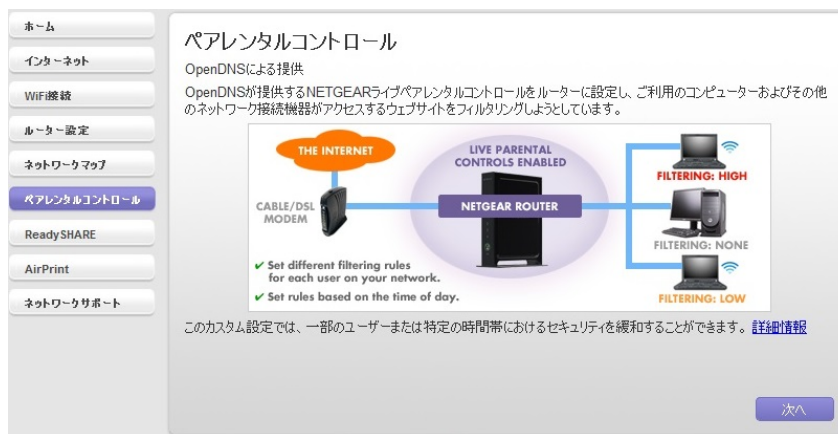 ホーム
インターネット
WiFi接続
ルーター設定
ネットワークマップ
ペアレンタルコントロール
ReadySHARE
AirPrint
ネットワークサポート
ペアレンタルコントロール
OpenDNSによる提供
OpenDNSが提供するNETGEARライブペアレンタルコントロールをルーターに設定し、ご利用のコンピューターおよびその他
のネットワーク接続機器がアクセスするウェブサイトをフィルタリングしようとしています。
THE INTERNET
LIVE PARENTAL
CONTROLS ENABLED
FILTERING: HIGH
CABLE/DSL
MODEM
NETGEAR ROUTER
FILTERING: NONE
✔ Set different filtering rules
for each user on your network.
✔ Set rules based on the time of day.
FILTERING: LOW
このカスタム設定では、一部のユーザーまたは特定の時間帯におけるセキュリティを緩和することができます。 詳細情報
次へ